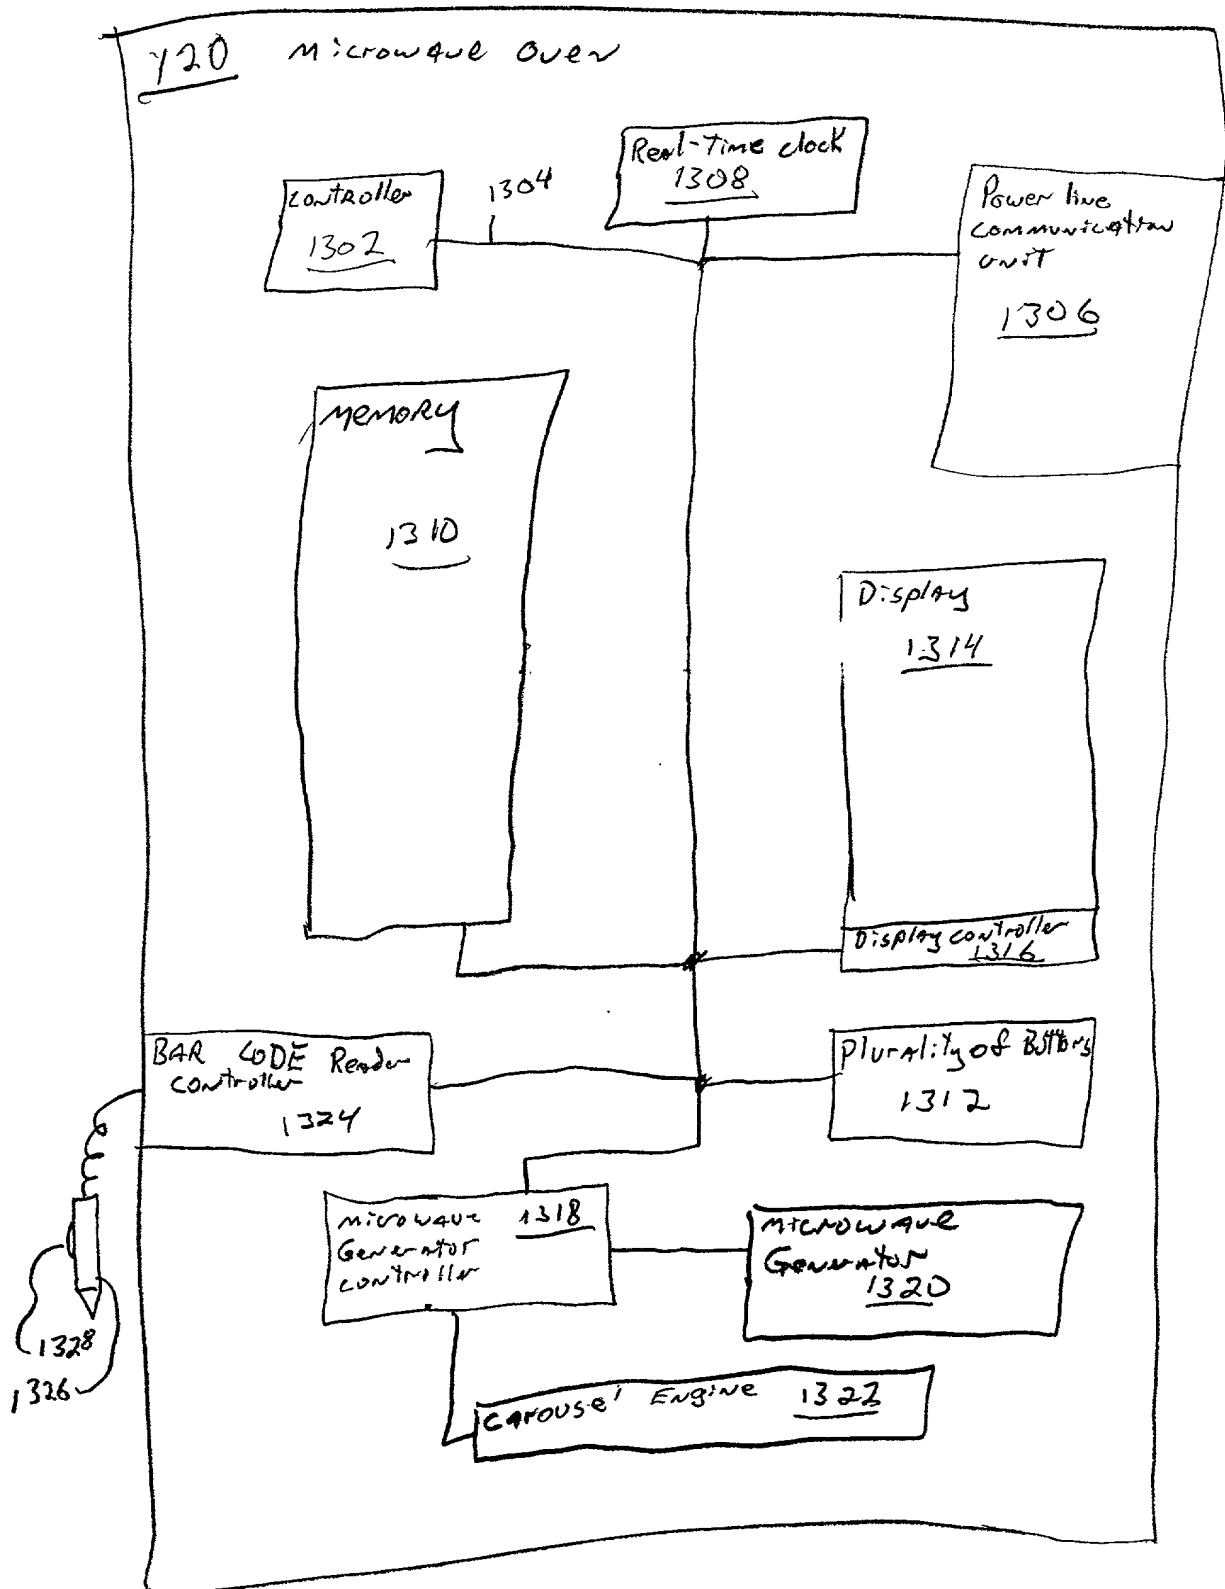 420 Microwave Oven
Real-Time clock
1308
controller
1302
1304
Power line
communication
unit
1306
Memory
1310
Display
1314
Display controller
1316
BAR CODE Reader
controller
1324
Plurality of Buttons
1312
Microwave 1318
Generator
controller
Microwave
Generator
1320
1328
1326
Carousel Engine 1322